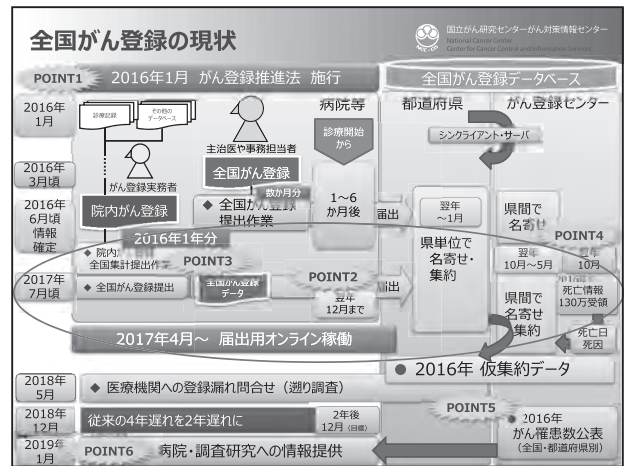 全国がん登録の現状
国立がん研究センターがん対策情報センター
National Cancer Center
Center for Cancer Control and Information Services
POINT1 2016年1月 がん登録推進法 施行
全国がん登録データベース
2016年
1月
診療記録
その他の
データベース
主治医や事務担当者
病院等
診療開始
から
都道府県
がん登録センター
シンクライアント・サーバ
2016年
3月頃
がん登録実務者
全国がん登録
数か月分
2016年
6月頃
情報
確定
院内がん登録
◆ 全国がん登録
提出作業
1~6
か月後
届出
翌年
~1月
県単位で
名寄せ・
集約
県間で
名寄せ
POINT4
2016年1年分
◆ 院内
全国集計提出作
POINT3
POINT2
翌年
10月~5月
翌年
10月
2017年
7月頃
◆ 全国がん登録提出
全国がん登録
データ
翌年
12月まで
届出
県間で
名寄せ
集約
死亡情報
130万受領
死亡日
死因
2017年4月~ 届出用オンライン稼働
● 2016年 仮集約データ
2018年
5月
◆ 医療機関への登録漏れ問合せ(遡り調査)
2018年
12月
従来の4年遅れを2年遅れに
2年後
12月(目標)
POINT5
● 2016年
がん罹患数公表
(全国・都道府県別)
2019年
1月
POINT6 病院・調査研究への情報提供